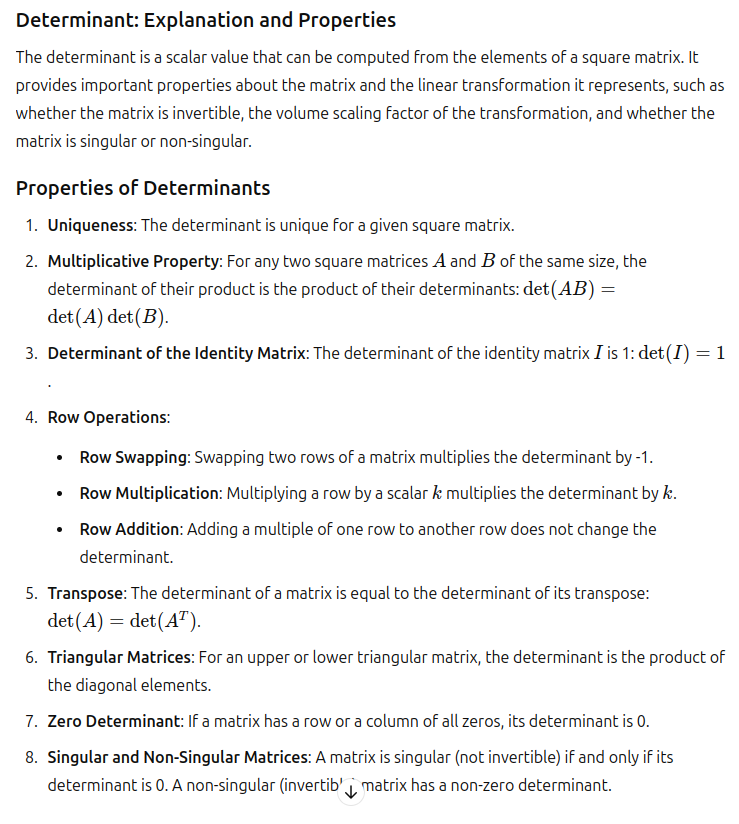 Determinant: Explanation and Properties
The determinant is a scalar value that can be computed from the elements of a square matrix. It
provides important properties about the matrix and the linear transformation it represents, such as
whether the matrix is invertible, the volume scaling factor of the transformation, and whether the
matrix is singular or non-singular.
Properties of Determinants
1. Uniqueness: The determinant is unique for a given square matrix.
2. Multiplicative Property: For any two square matrices A and B of the same size, the
determinant of their product is the product of their determinants: det(AB) =
det(A) det(B).
3. Determinant of the Identity Matrix: The determinant of the identity matrix I is 1: det(I) = 1
.
4. Row Operations:
• Row Swapping: Swapping two rows of a matrix multiplies the determinant by -1.
• Row Multiplication: Multiplying a row by a scalar k multiplies the determinant by k.
• Row Addition: Adding a multiple of one row to another row does not change the
determinant.
5. Transpose: The determinant of a matrix is equal to the determinant of its transpose:
det(A) = det(Aᵀ).
6. Triangular Matrices: For an upper or lower triangular matrix, the determinant is the product of
the diagonal elements.
7. Zero Determinant: If a matrix has a row or a column of all zeros, its determinant is 0.
8. Singular and Non-Singular Matrices: A matrix is singular (not invertible) if and only if its
determinant is 0. A non-singular (invertib matrix has a non-zero determinant.